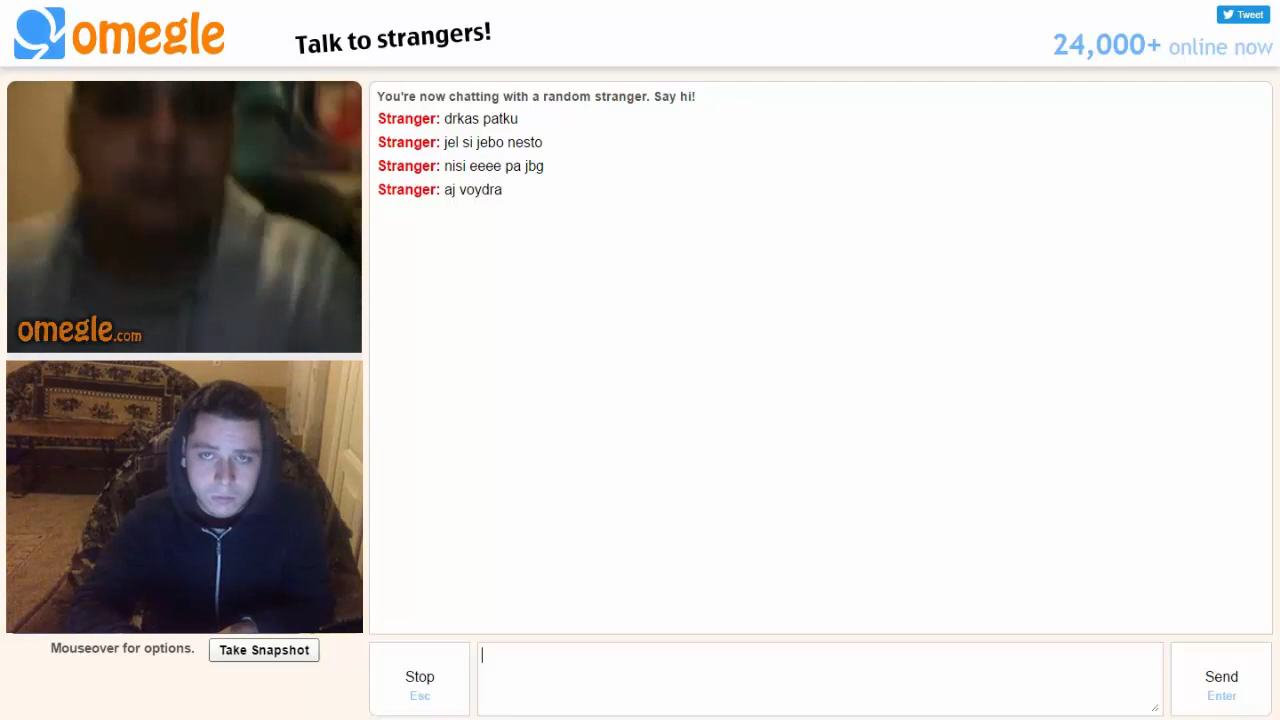 omegle
Talk to strangers!
Tweet
24,000+ online now
You're now chatting with a random stranger. Say hi!
Stranger: drkas patku
Stranger: jel si jebo nesto
Stranger: nisi eeee pa jbg
Stranger: aj voydra
omegle.com
Mouseover for options.
Take Snapshot
Stop
Esc
Send
Enter